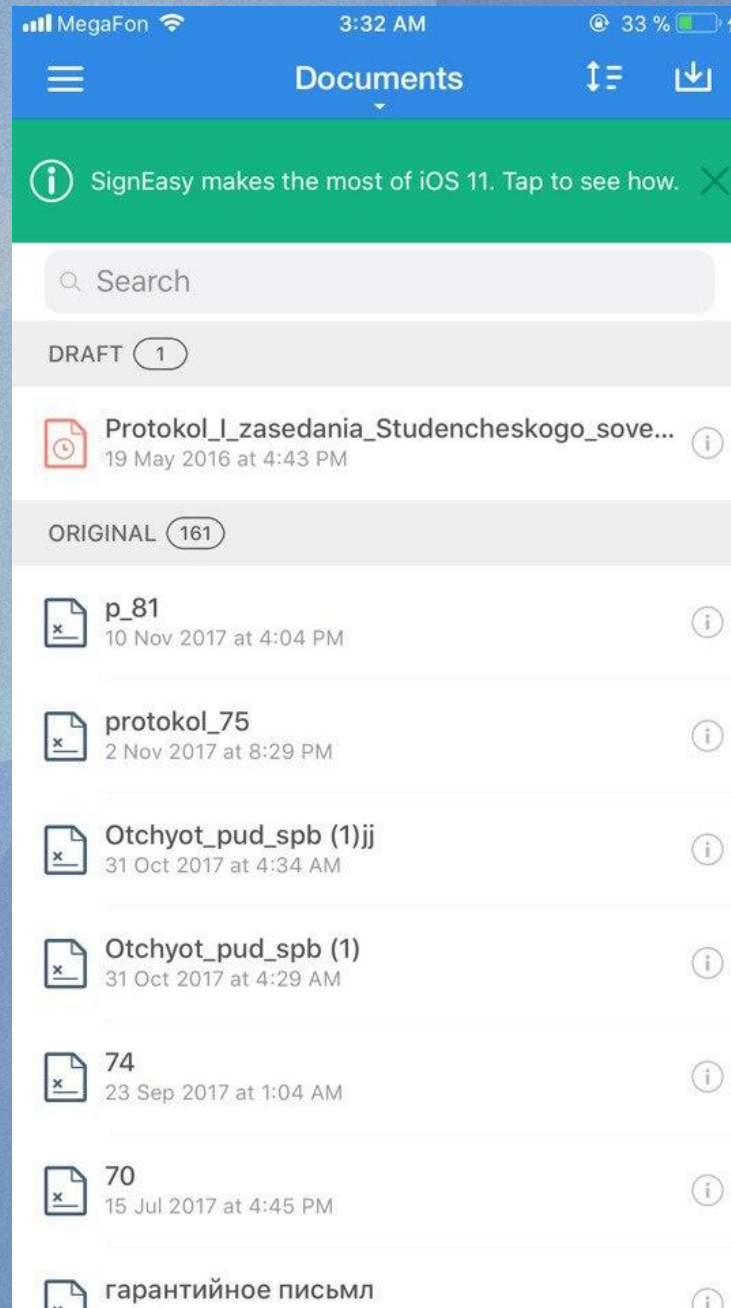 MegaFon 3:32 AM 33 %
Documents
SignEasy makes the most of iOS 11. Tap to see how.
Search
DRAFT 1
Protokol_I_zasedania_Studencheskogo_sove...
19 May 2016 at 4:43 PM
ORIGINAL 161
p_81
10 Nov 2017 at 4:04 PM
protokol_75
2 Nov 2017 at 8:29 PM
Otchyot_pud_spb (1)jj
31 Oct 2017 at 4:34 AM
Otchyot_pud_spb (1)
31 Oct 2017 at 4:29 AM
74
23 Sep 2017 at 1:04 AM
70
15 Jul 2017 at 4:45 PM
гарантийное письмл